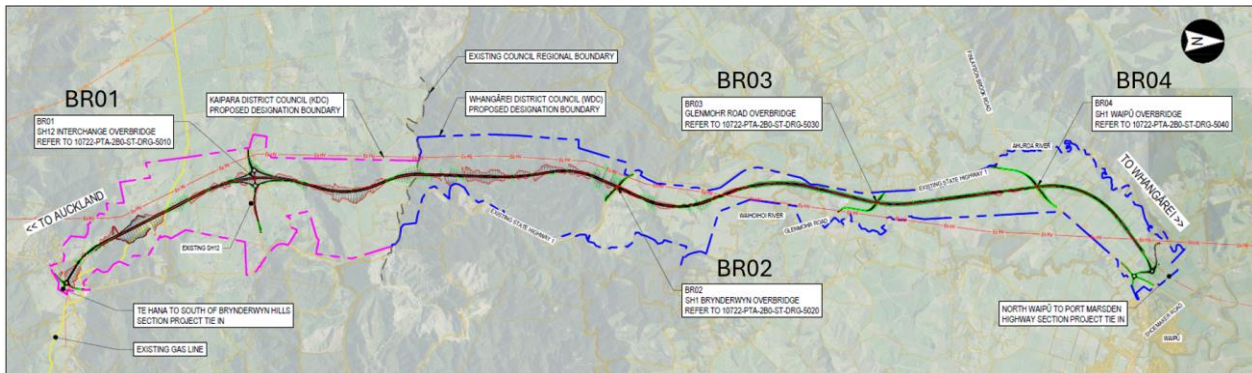 EXISTING COUNCIL REGIONAL BOUNDARY
N
BR01
BR03
BR04
KAIPARA DISTRICT COUNCIL (KDC)
PROPOSED DESIGNATION BOUNDARY
WHANGĀREI DISTRICT COUNCIL (WDC)
PROPOSED DESIGNATION BOUNDARY
FINLAYSON BROOK ROAD
BR01
SH12 INTERCHANGE OVERBRIDGE
REFER TO 10722-PTA-2B0-ST-DRG-5010
BR03
GLENMOHR ROAD OVERBRIDGE
REFER TO 10722-PTA-2B0-ST-DRG-5030
BR04
SH1 WAIPŪ OVERBRIDGE
REFER TO 10722-PTA-2B0-ST-DRG-5040
AHUROA RIVER
<< TO AUCKLAND
TO WHANGĀREI >>
EXISTING STATE HIGHWAY 1
EXISTING SH12
EXISTING STATE HIGHWAY 1
WAIHOIHOI RIVER
GLENMOHR ROAD
BR02
BR02
SH1 BRYNDERWYN OVERBRIDGE
REFER TO 10722-PTA-2B0-ST-DRG-5020
TE HANA TO SOUTH OF BRYNDERWYN HILLS
SECTION PROJECT TIE IN
NORTH WAIPŪ TO PORT MARSDEN
HIGHWAY SECTION PROJECT TIE IN
SHOEMAKER ROAD
WAIPŪ
EXISTING GAS LINE